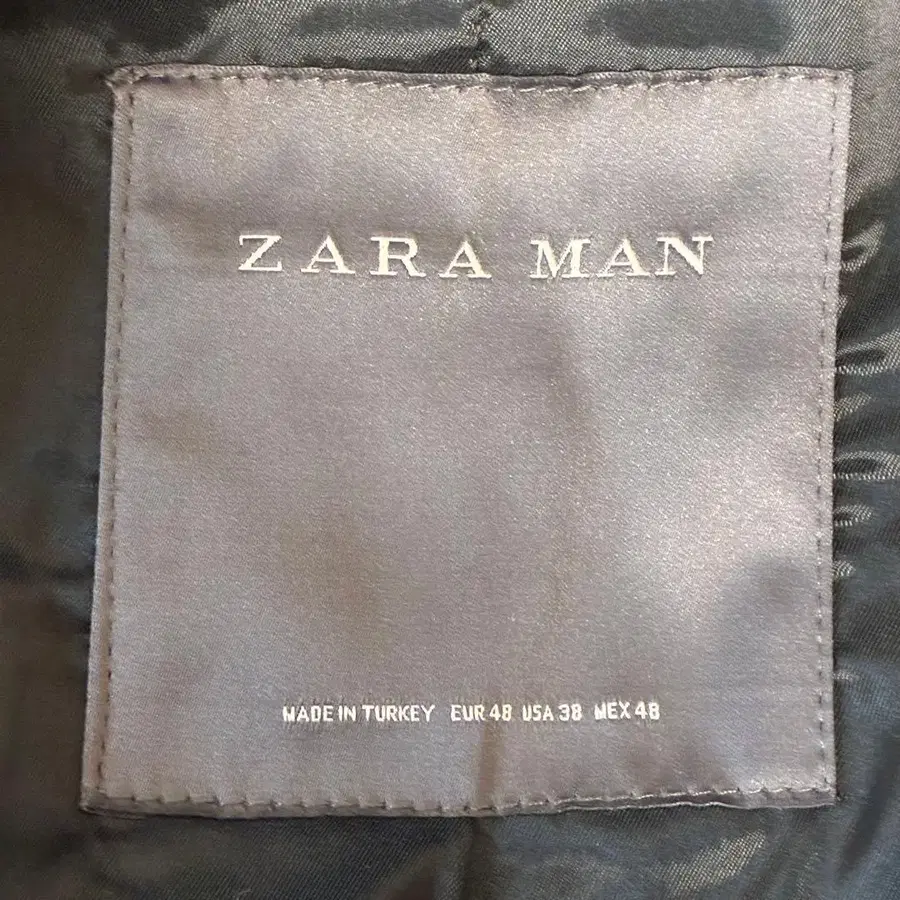 ZARA MAN
MADE IN TURKEY EUR 48 USA 38 MEX 48